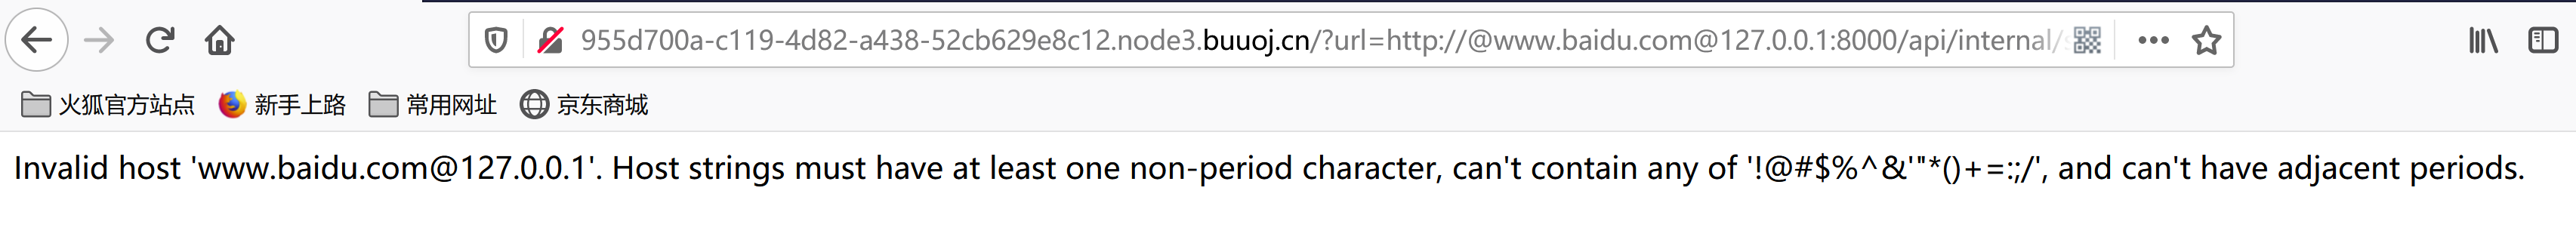 955d700a-c119-4d82-a438-52cb629e8c12.node3.buuoj.cn/?url=http://@www.baidu.com@127.0.0.1:8000/api/internal/
火狐官方站点 新手上路 常用网址 京东商城
Invalid host 'www.baidu.com@127.0.0.1'. Host strings must have at least one non-period character, can't contain any of '!@#$%^&'"*()+=:;/', and can't have adjacent periods.